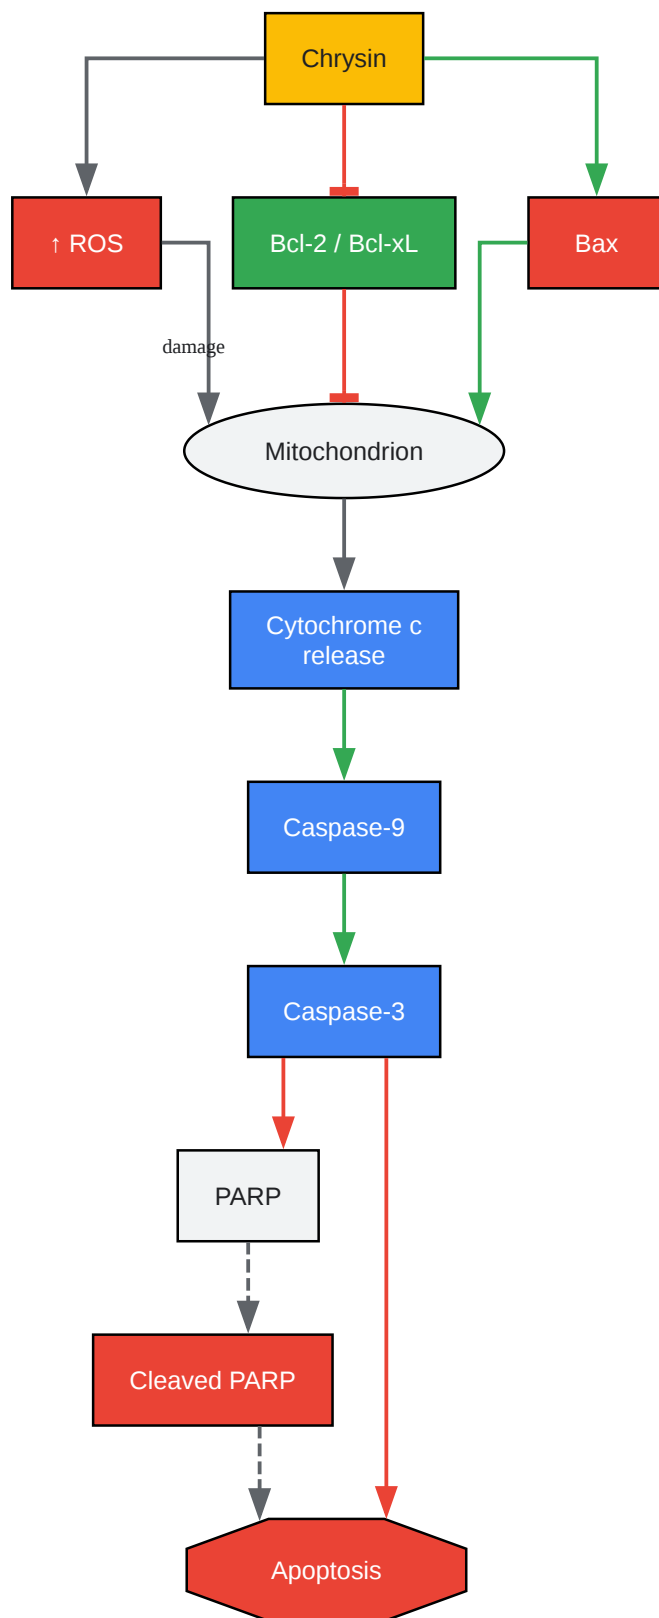 Chrysin
↑ ROS
Bcl-2 / Bcl-xL
Bax
damage
Mitochondrion
Cytochrome c
release
Caspase-9
Caspase-3
PARP
Cleaved PARP
Apoptosis